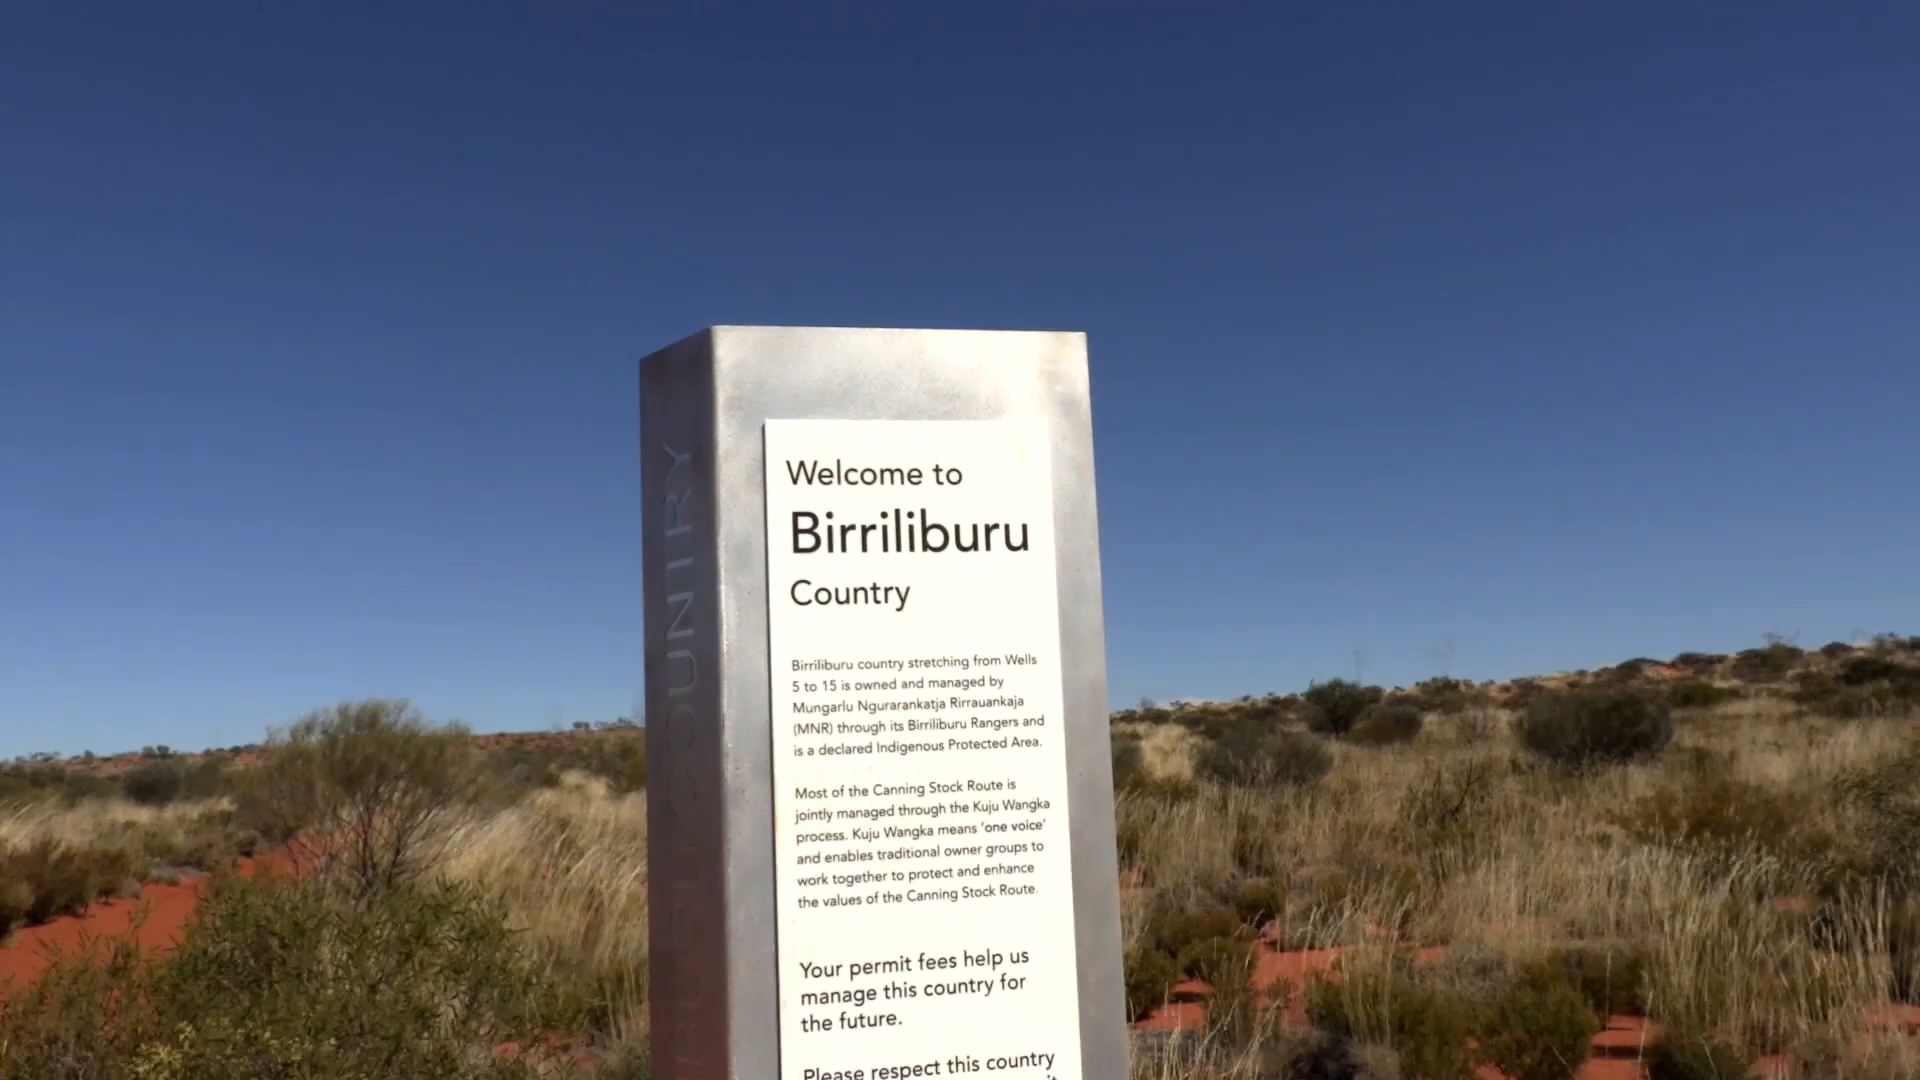 Welcome to
Birriliburu
Country
Birriliburu country stretching from Wells
5 to 15 is owned and managed by
Mungarlu Ngurarankatja Rirrauankaja
(MNR) through its Birriliburu Rangers and
is a declared Indigenous Protected Area.
Most of the Canning Stock Route is
jointly managed through the Kuju Wangka
process. Kuju Wangka means ‘one voice’
and enables traditional owner groups to
work together to protect and enhance
the values of the Canning Stock Route.
Your permit fees help us
manage this country for
the future.
Please respect this country
COUNTRY